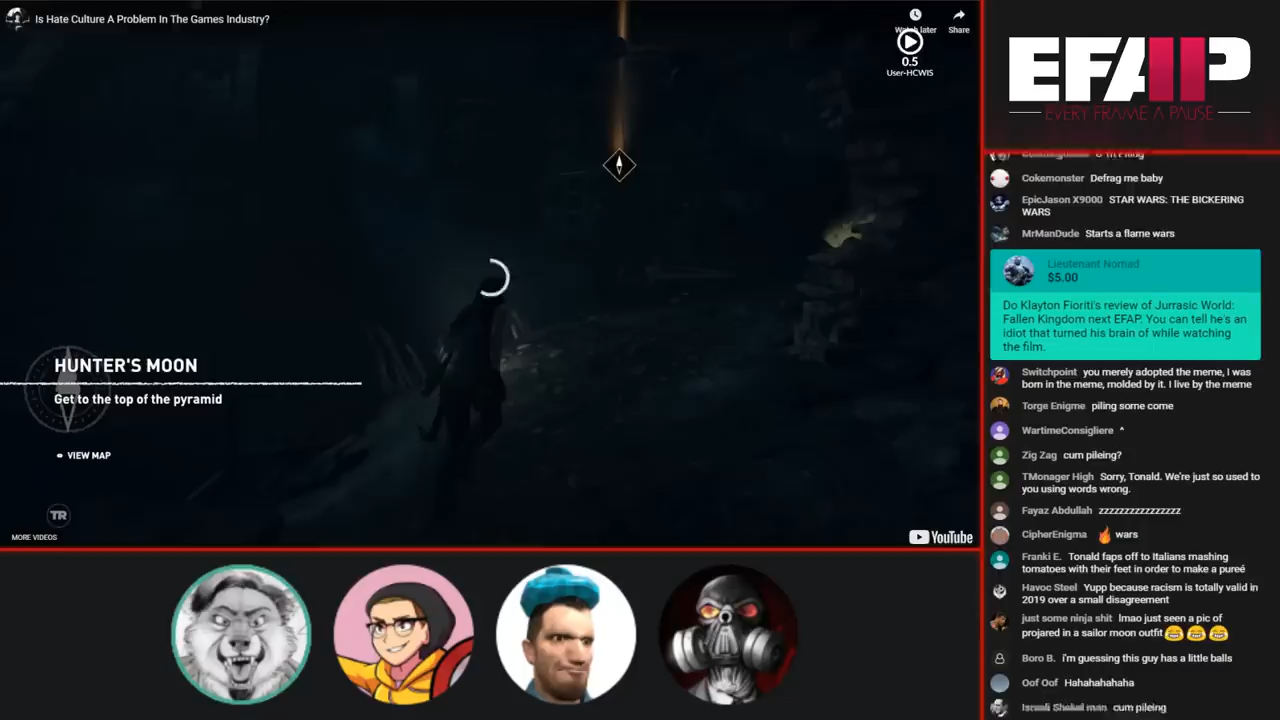 Is Hate Culture A Problem In The Games Industry?
Watch later
Share
0.5
User-HCWIS
HUNTER'S MOON
Get to the top of the pyramid
VIEW MAP
TR
MORE VIDEOS
YouTube
EFAP
EVERY FRAME A PAUSE
Cokemonster Defrag me baby
EpicJason X9000 STAR WARS: THE BICKERING
WARS
MrManDude Starts a flame wars
Lieutenant Nomad
$5.00
Do Klayton Fioriti's review of Jurrasic World:
Fallen Kingdom next EFAP. You can tell he's an
idiot that turned his brain of while watching
the film.
Switchpoint you merely adopted the meme, I was
born in the meme, molded by it. I live by the meme
Torge Enigme piling some come
WartimeConsigliere ^
Zig Zag cum pileing?
TMonager High Sorry, Tonald. We're just so used to
you using words wrong.
Fayaz Abdullah zzzzzzzzzzzzzzzz
CipherEnigma 🔥 wars
Franki E. Tonald faps off to Italians mashing
tomatoes with their feet in order to make a pureé
Havoc Steel Yupp because racism is totally valid in
2019 over a small disagreement
just some ninja shit lmao just seen a pic of
projared in a sailor moon outfit😂😂😂
Boro B. i'm guessing this guy has a little balls
Oof Oof Hahahahahaha
Israeli Shekel man cum pileing